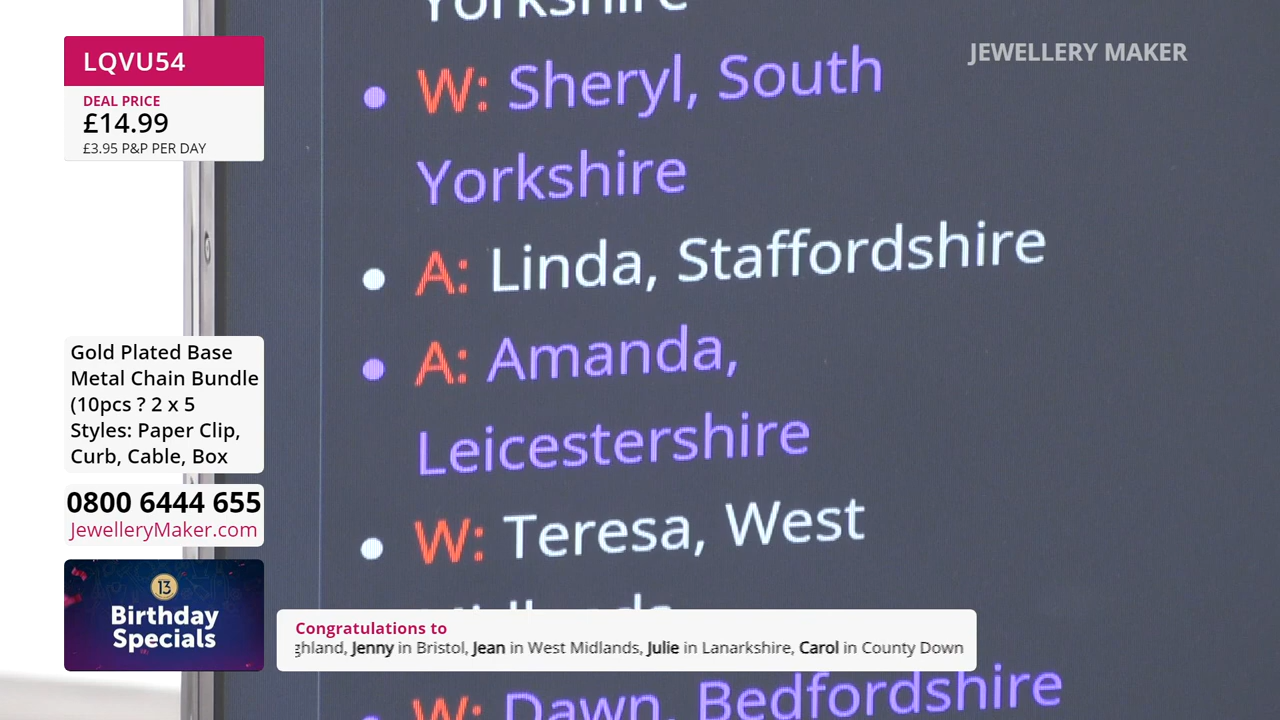 LQVU54
DEAL PRICE
£14.99
£3.95 P&P PER DAY
JEWELLERY MAKER
Yorkshire
• W: Sheryl, South
Yorkshire
• A: Linda, Staffordshire
• A: Amanda,
Leicestershire
• W: Teresa, West
• W: Dawn, Bedfordshire
Gold Plated Base
Metal Chain Bundle
(10pcs ? 2 x 5
Styles: Paper Clip,
Curb, Cable, Box
0800 6444 655
JewelleryMaker.com
13
Birthday
Specials
Congratulations to
ghland, Jenny in Bristol, Jean in West Midlands, Julie in Lanarkshire, Carol in County Down